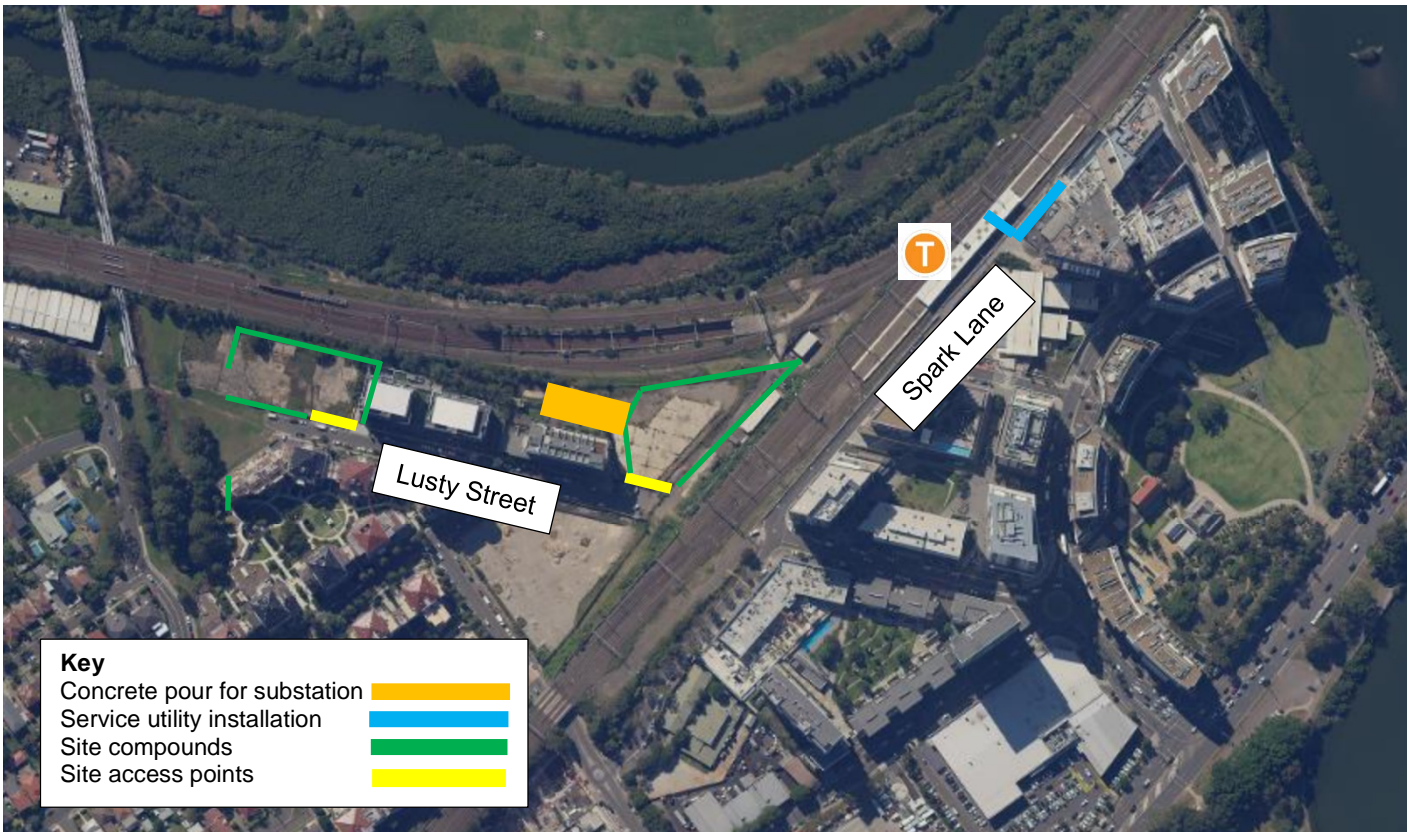 T
Spark Lane
Lusty Street
Key
Concrete pour for substation
Service utility installation
Site compounds
Site access points